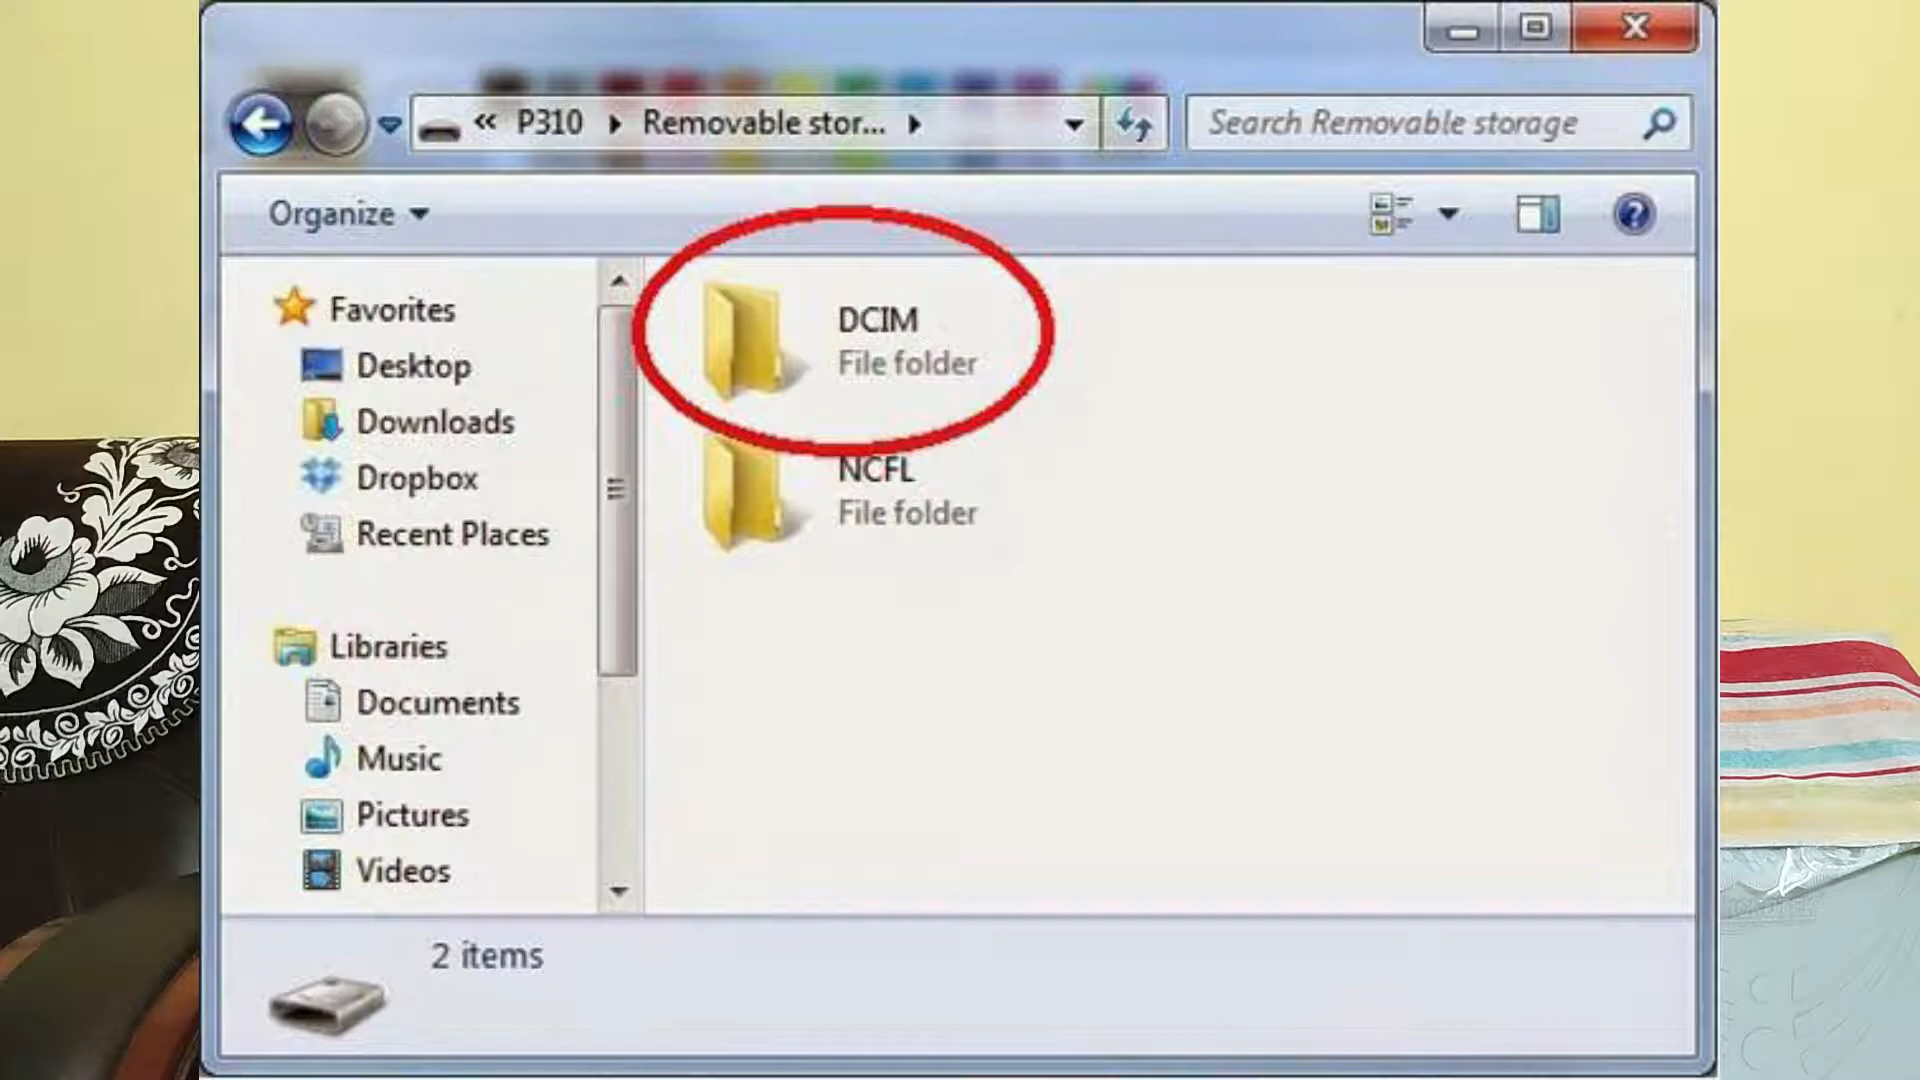 « P310 ▸ Removable stor... ▸
Search Removable storage
Organize
Favorites
Desktop
Downloads
Dropbox
Recent Places
Libraries
Documents
Music
Pictures
Videos
DCIM
File folder
NCFL
File folder
2 items